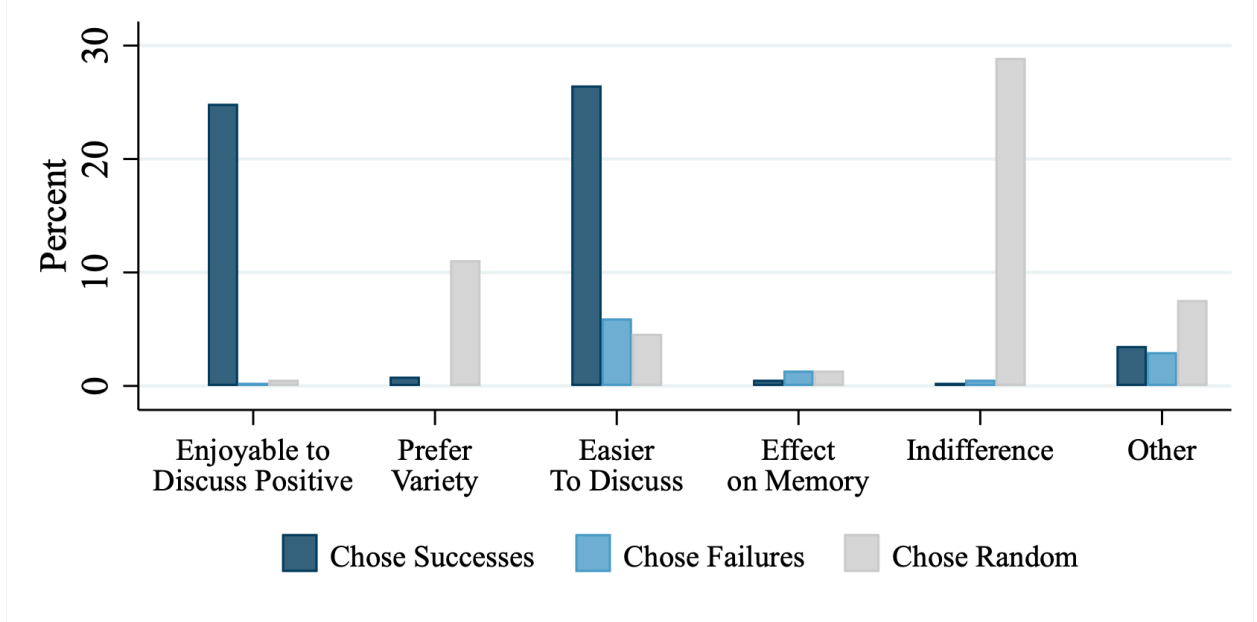 Percent
30
20
10
0
Enjoyable to
Discuss Positive
Prefer
Variety
Easier
To Discuss
Effect
on Memory
Indifference
Other
Chose Successes
Chose Failures
Chose Random